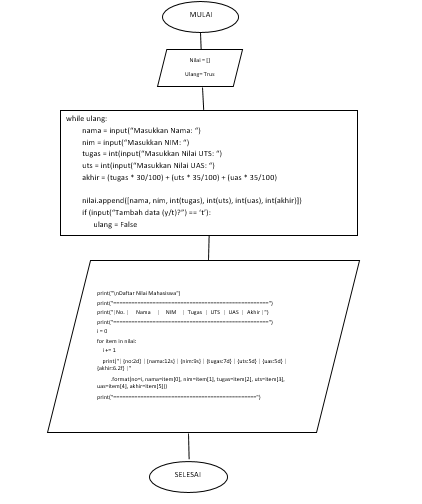 MULAI
Nilai = []
Ulang= True
while ulang:
nama = input("Masukkan Nama: ")
nim = input("Masukkan NIM: ")
tugas = int(input("Masukkan Nilai UTS: ")
uts = int(input("Masukkan Nilai UAS: ")
akhir = (tugas * 30/100) + (uts * 35/100) + (uas * 35/100)
nilai.append([nama, nim, int(tugas), int(uts), int(uas), int(akhir)])
if (input("Tambah data (y/t)?") == 't'):
ulang = False
print("\nDaftar Nilai Mahasiswa")
print("==================================================")
print("|No. | Nama | NIM | Tugas | UTS | UAS | Akhir |")
print("==================================================")
i = 0
for item in nilai:
i += 1
print("| {no:2d} | {nama:12s} | {nim:9s} | {tugas:7d} | {uts:5d} | {uas:5d} |
{akhir:6.2f} |"
.format(no=i, nama=item[0], nim=item[1], tugas=item[2], uts=item[3],
uas=item[4], akhir=item[5]))
print("==============================================")
SELESAI